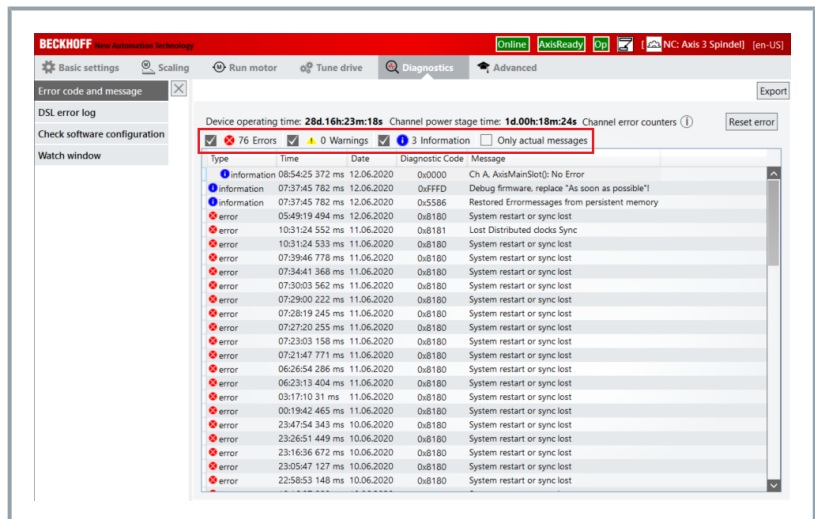 BECKHOFF New Automation Technology Online AxisReady Op [ NC: Axis 3 Spindel] [en-US]
Basic settings Scaling Run motor Tune drive Diagnostics Advanced
Error code and message Export
DSL error log
Device operating time: 28d.16h:23m:18s Channel power stage time: 1d.00h:18m:24s Channel error counters Reset error
Check software configuration
76 Errors 0 Warnings 3 Information Only actual messages
Watch window
Type Time Date Diagnostic Code Message
information 08:54:25 372 ms 12.06.2020 0x0000 Ch A, AxisMainSlot(): No Error
information 07:37:45 782 ms 12.06.2020 0xFFFD Debug firmware, replace "As soon as possible"!
information 07:37:45 782 ms 12.06.2020 0x5586 Restored Errormessages from persistent memory
error 05:49:19 494 ms 12.06.2020 0x8180 System restart or sync lost
error 10:31:24 552 ms 11.06.2020 0x8181 Lost Distributed clocks Sync
error 10:31:24 533 ms 11.06.2020 0x8180 System restart or sync lost
error 07:39:46 778 ms 11.06.2020 0x8180 System restart or sync lost
error 07:34:41 368 ms 11.06.2020 0x8180 System restart or sync lost
error 07:30:03 562 ms 11.06.2020 0x8180 System restart or sync lost
error 07:29:00 222 ms 11.06.2020 0x8180 System restart or sync lost
error 07:28:19 245 ms 11.06.2020 0x8180 System restart or sync lost
error 07:27:20 255 ms 11.06.2020 0x8180 System restart or sync lost
error 07:23:03 158 ms 11.06.2020 0x8180 System restart or sync lost
error 07:21:47 771 ms 11.06.2020 0x8180 System restart or sync lost
error 06:26:54 286 ms 11.06.2020 0x8180 System restart or sync lost
error 06:23:13 404 ms 11.06.2020 0x8180 System restart or sync lost
error 03:17:10 31 ms 11.06.2020 0x8180 System restart or sync lost
error 00:19:42 465 ms 11.06.2020 0x8180 System restart or sync lost
error 23:47:54 343 ms 10.06.2020 0x8180 System restart or sync lost
error 23:26:51 449 ms 10.06.2020 0x8180 System restart or sync lost
error 23:16:36 672 ms 10.06.2020 0x8180 System restart or sync lost
error 23:05:47 127 ms 10.06.2020 0x8180 System restart or sync lost
error 22:58:53 148 ms 10.06.2020 0x8180 System restart or sync lost